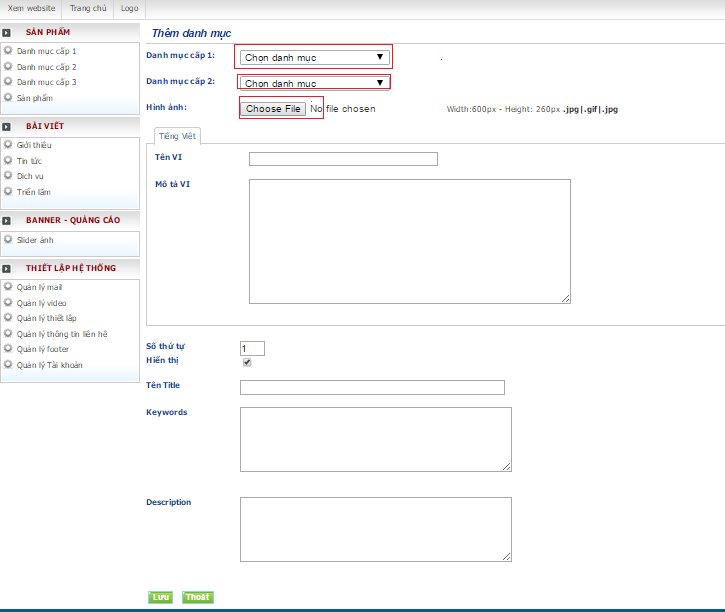 Xem website Trang chủ Logo
SẢN PHẨM
Danh mục cấp 1
Danh mục cấp 2
Danh mục cấp 3
Sản phẩm
BÀI VIẾT
Giới thiệu
Tin tức
Dịch vụ
Triển lãm
BANNER - QUẢNG CÁO
Slider ảnh
THIẾT LẬP HỆ THỐNG
Quản lý mail
Quản lý video
Quản lý thiết lập
Quản lý thông tin liên hệ
Quản lý footer
Quản lý Tài khoản
Thêm danh mục
Danh mục cấp 1: Chọn danh mục
Danh mục cấp 2: Chọn danh mục
Hình ảnh: Choose File No file chosen Width:600px - Height: 260px .jpg|.gif|.jpg
Tiếng Việt
Tên VI
Mô tả VI
Số thứ tự 1
Hiển thị
Tên Title
Keywords
Description
Lưu Thoát